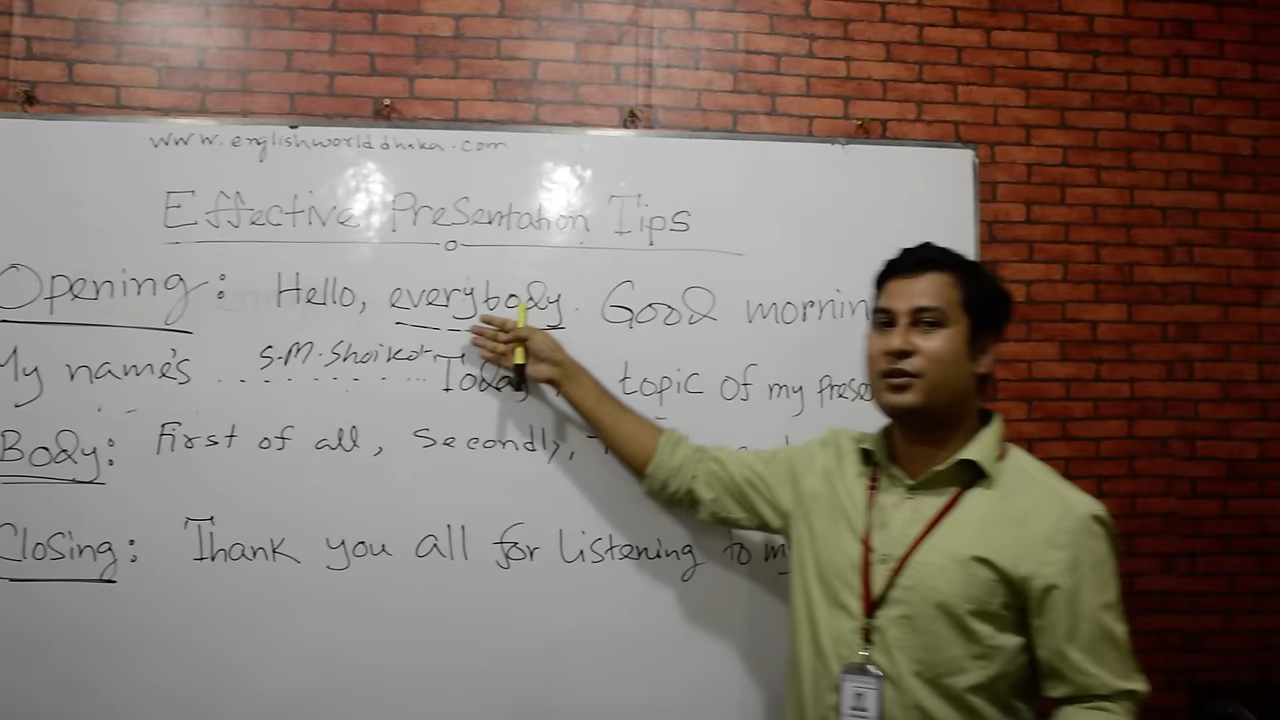 www.englishworlddhaka.com
Effective Presentation Tips
Opening: Hello, everybody. Good mornin
My name's S.M. Shoikot ........... Today, topic of my prese
Body: First of all, Secondly,
Closing: Thank you all for listening to my